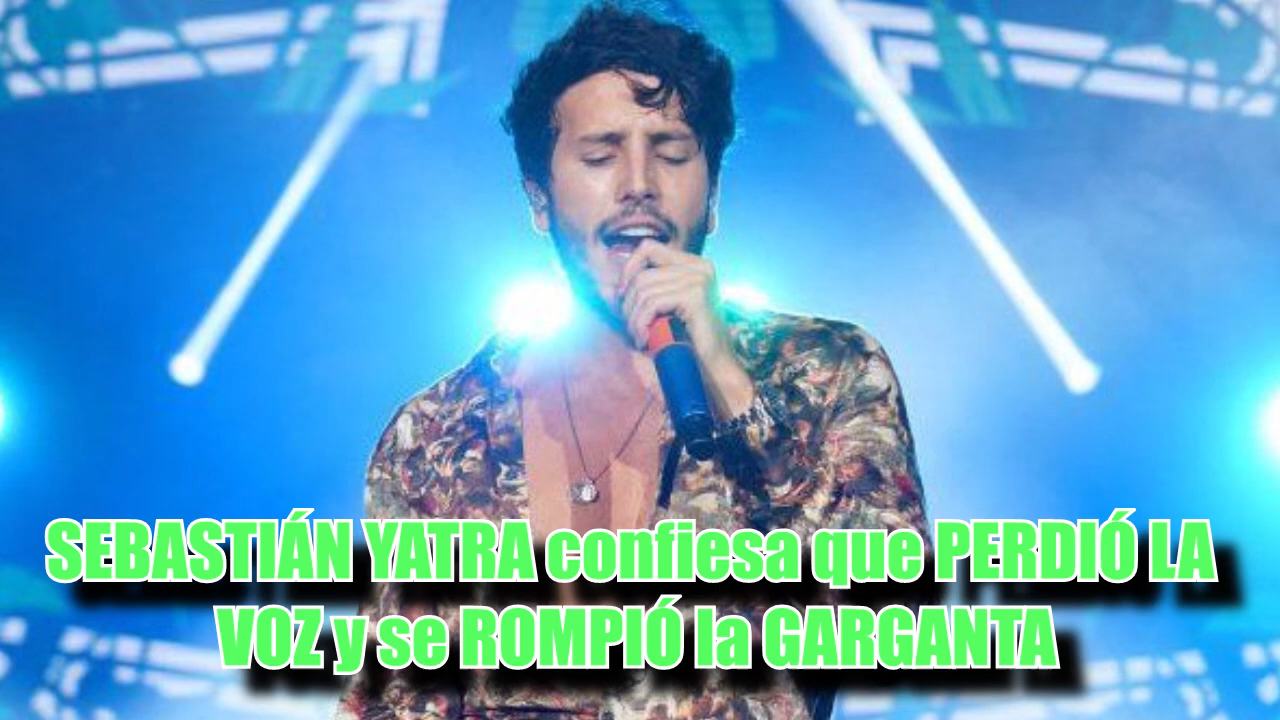 SEBASTIÁN YATRA confiesa que PERDIÓ LA
VOZ y se ROMPIÓ la GARGANTA